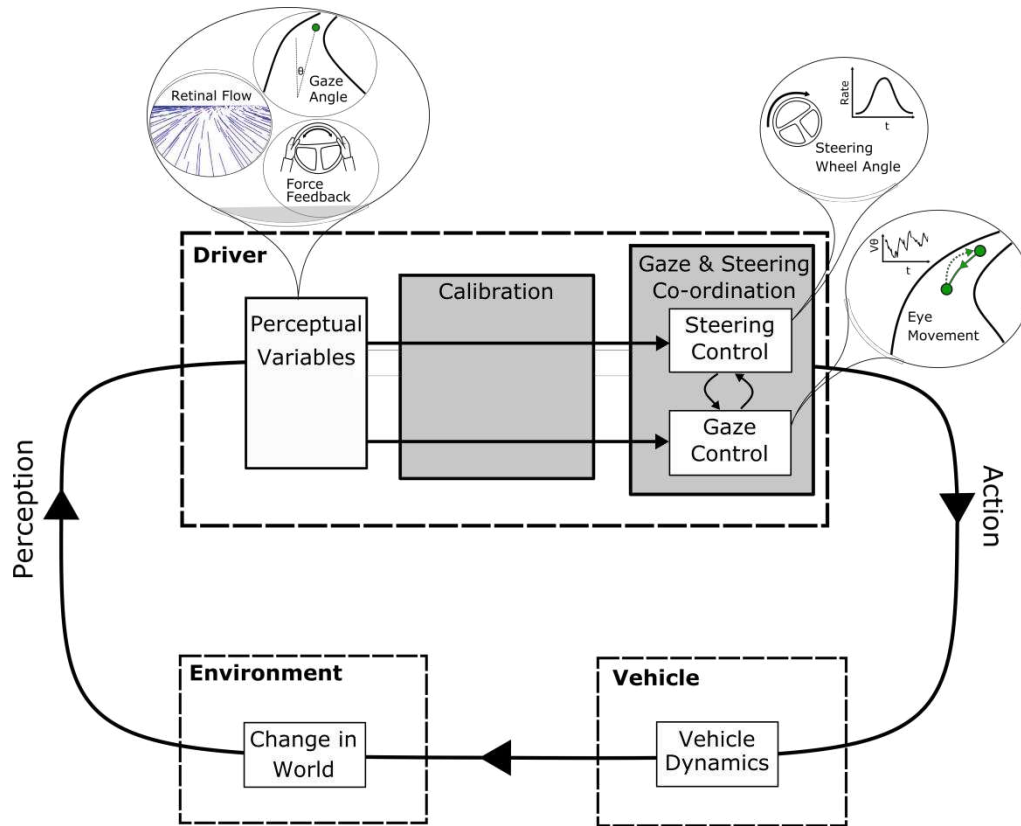 Gaze
Angle
θ
Retinal Flow
Force
Feedback
Rate
t
Steering
Wheel Angle
Vθ
t
Eye
Movement
Driver
Perceptual
Variables
Calibration
Gaze & Steering
Co-ordination
Steering
Control
Gaze
Control
Perception
Action
Environment
Change in
World
Vehicle
Vehicle
Dynamics